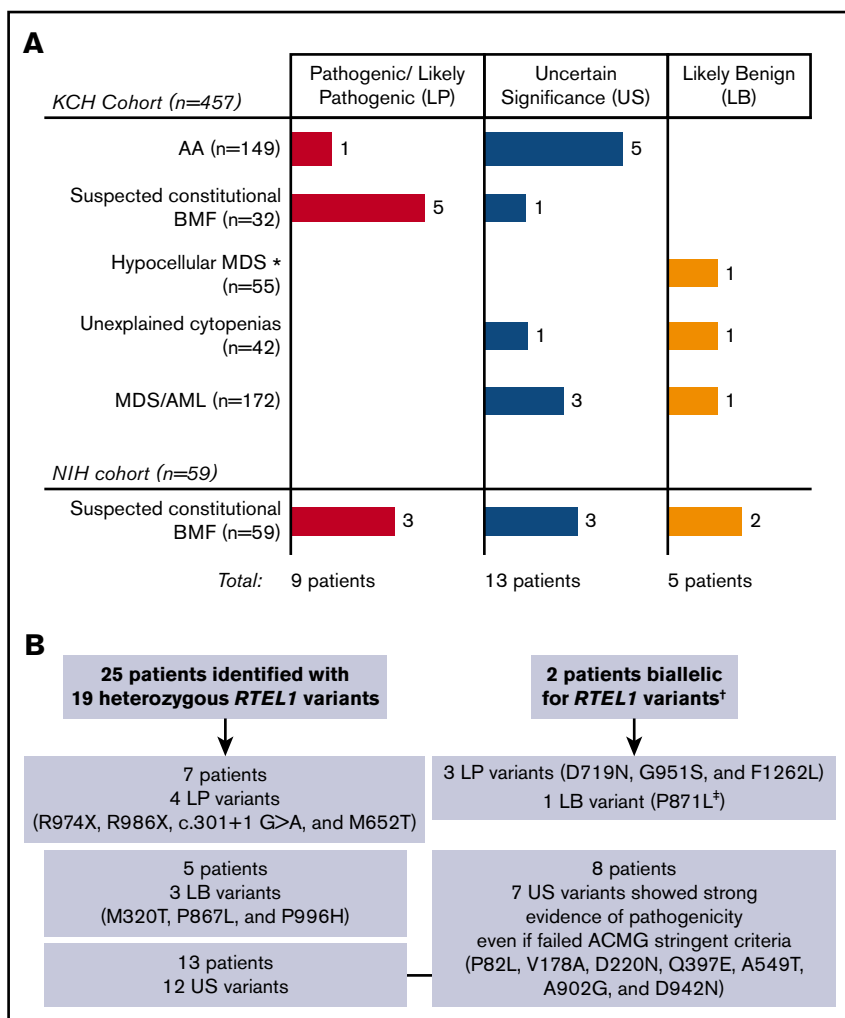 A
KCH Cohort (n=457)
Pathogenic/ Likely
Pathogenic (LP)
Uncertain
Significance (US)
Likely Benign
(LB)
AA (n=149)
1
5
Suspected constitutional
BMF (n=32)
5
1
Hypocellular MDS *
(n=55)
1
Unexplained cytopenias
(n=42)
1
1
MDS/AML (n=172)
3
1
NIH cohort (n=59)
Suspected constitutional
BMF (n=59)
3
3
2
Total:
9 patients
13 patients
5 patients
B
25 patients identified with
19 heterozygous RTEL1 variants
2 patients biallelic
for RTEL1 variants†
7 patients
4 LP variants
(R974X, R986X, c.301+1 G>A, and M652T)
3 LP variants (D719N, G951S, and F1262L)
1 LB variant (P871L‡)
5 patients
3 LB variants
(M320T, P867L, and P996H)
13 patients
12 US variants
8 patients
7 US variants showed strong
evidence of pathogenicity
even if failed ACMG stringent criteria
(P82L, V178A, D220N, Q397E, A549T,
A902G, and D942N)